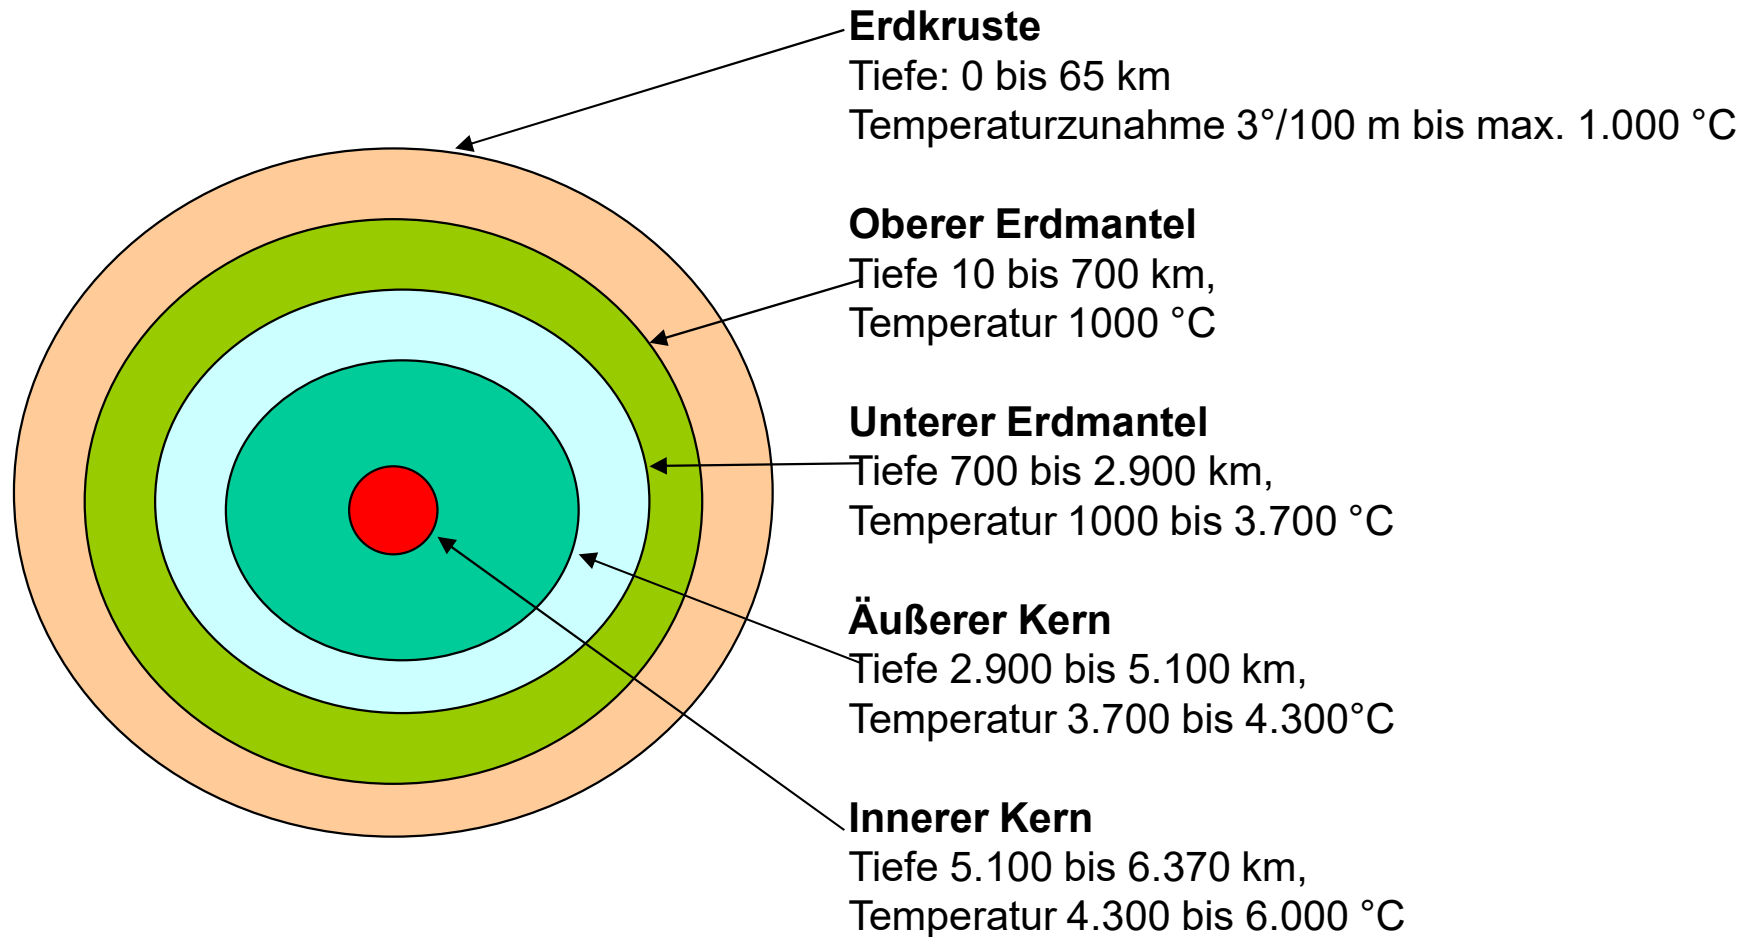 Erdkruste
Tiefe: 0 bis 65 km
Temperaturzunahme 3°/100 m bis max. 1.000 °C
Oberer Erdmantel
Tiefe 10 bis 700 km,
Temperatur 1000 °C
Unterer Erdmantel
Tiefe 700 bis 2.900 km,
Temperatur 1000 bis 3.700 °C
Äußerer Kern
Tiefe 2.900 bis 5.100 km,
Temperatur 3.700 bis 4.300°C
Innerer Kern
Tiefe 5.100 bis 6.370 km,
Temperatur 4.300 bis 6.000 °C